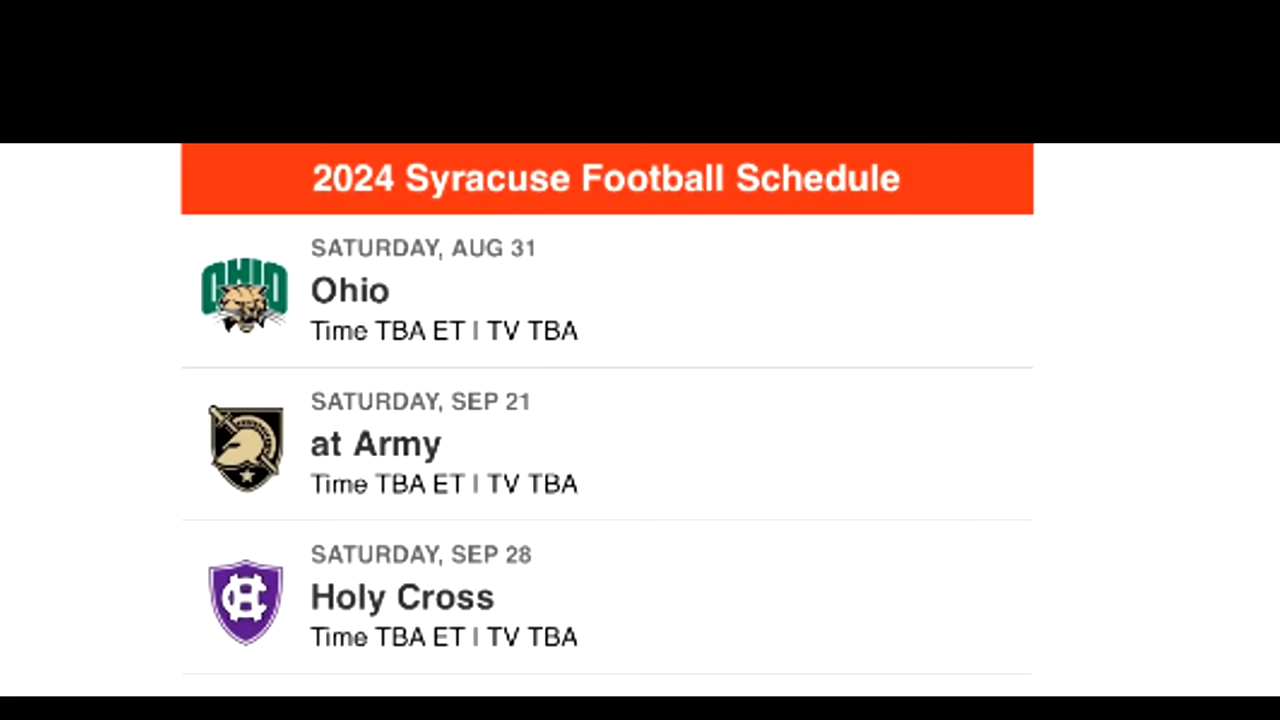 2024 Syracuse Football Schedule
SATURDAY, AUG 31
OHIO
Ohio
Time TBA ET | TV TBA
SATURDAY, SEP 21
at Army
Time TBA ET | TV TBA
SATURDAY, SEP 28
HC
Holy Cross
Time TBA ET | TV TBA